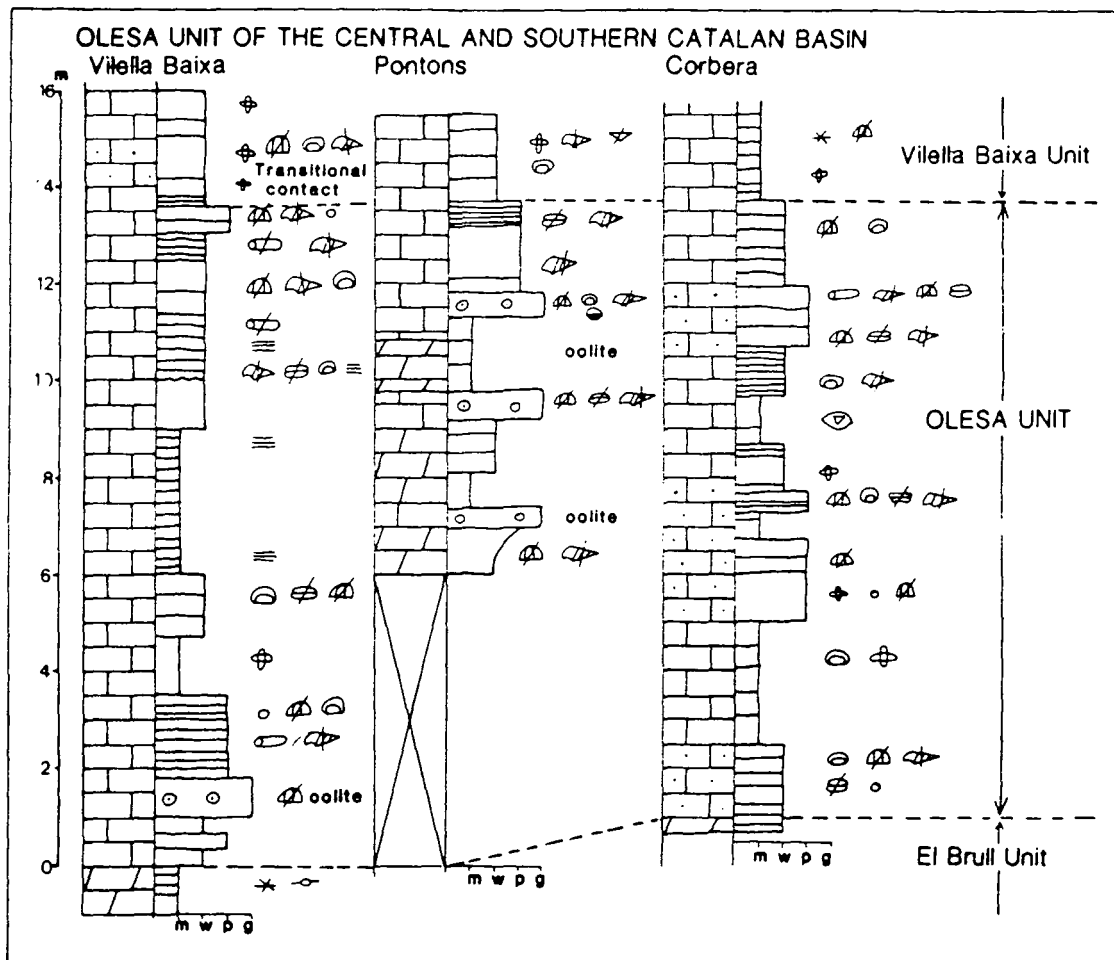 OLESA UNIT OF THE CENTRAL AND SOUTHERN CATALAN BASIN
Vilella Baixa Pontons Corbera
m
16
14
12
10
8
6
4
2
0
Transitional
contact
oolite
m w p g
oolite
oolite
m w p g
m w p g
Vilella Baixa Unit
OLESA UNIT
El Brull Unit